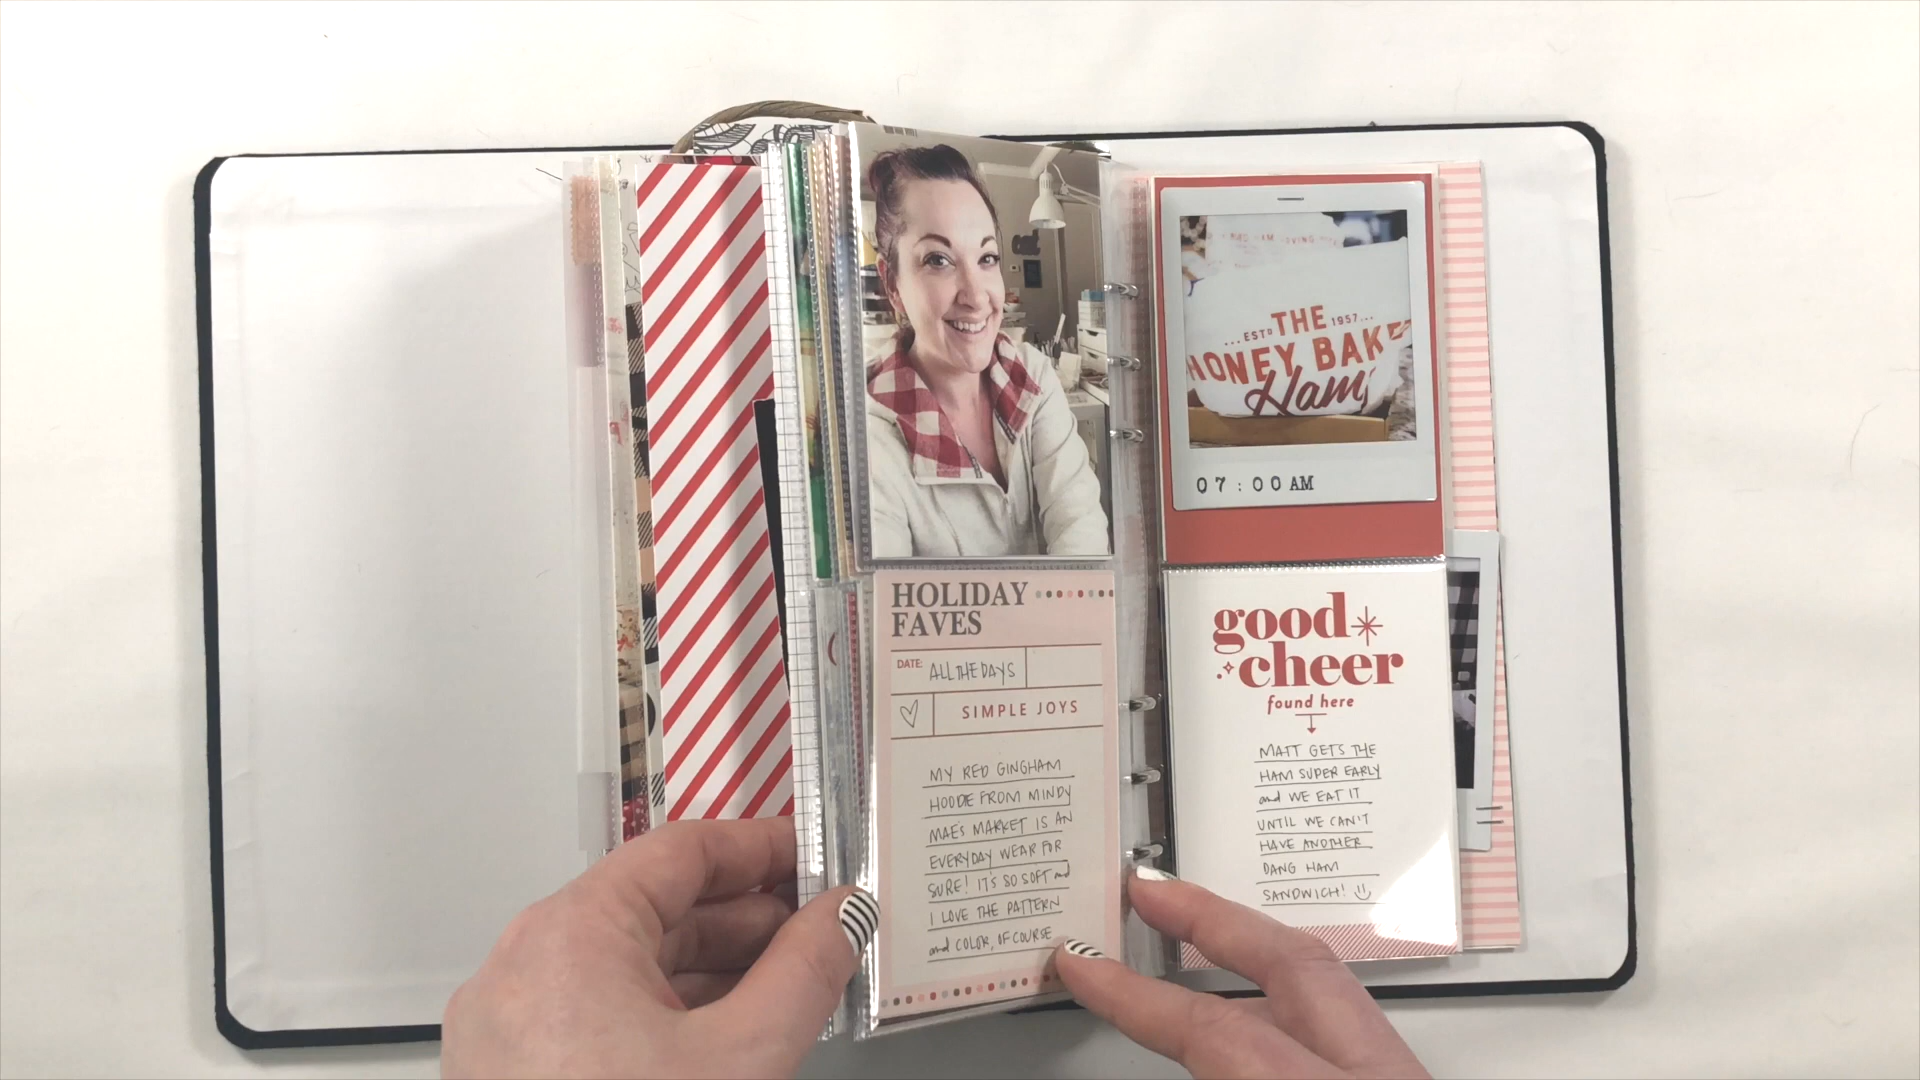 HOLIDAY
FAVES
DATE: ALL THE DAYS
SIMPLE JOYS
MY RED GINGHAM
HOODIE FROM MINDY
MAE'S MARKET IS AN
EVERYDAY WEAR FOR
SURE! IT'S SO SOFT and
I LOVE THE PATTERN
and COLOR, OF COURSE
eat
...ESTD THE 1957...
HONEY BAKE
Ham
07:00AM
good
cheer
found here
MATT GETS THE
HAM SUPER EARLY
and WE EAT IT
UNTIL WE CAN'T
HAVE ANOTHER
DANG HAM
SANDWICH!